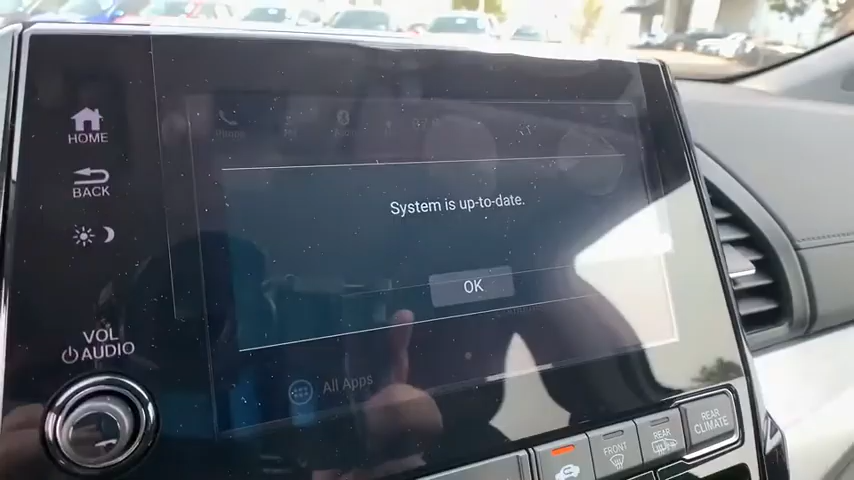 HOME
BACK
System is up-to-date.
OK
VOL
AUDIO
All Apps
FRONT
REAR
REAR
CLIMATE